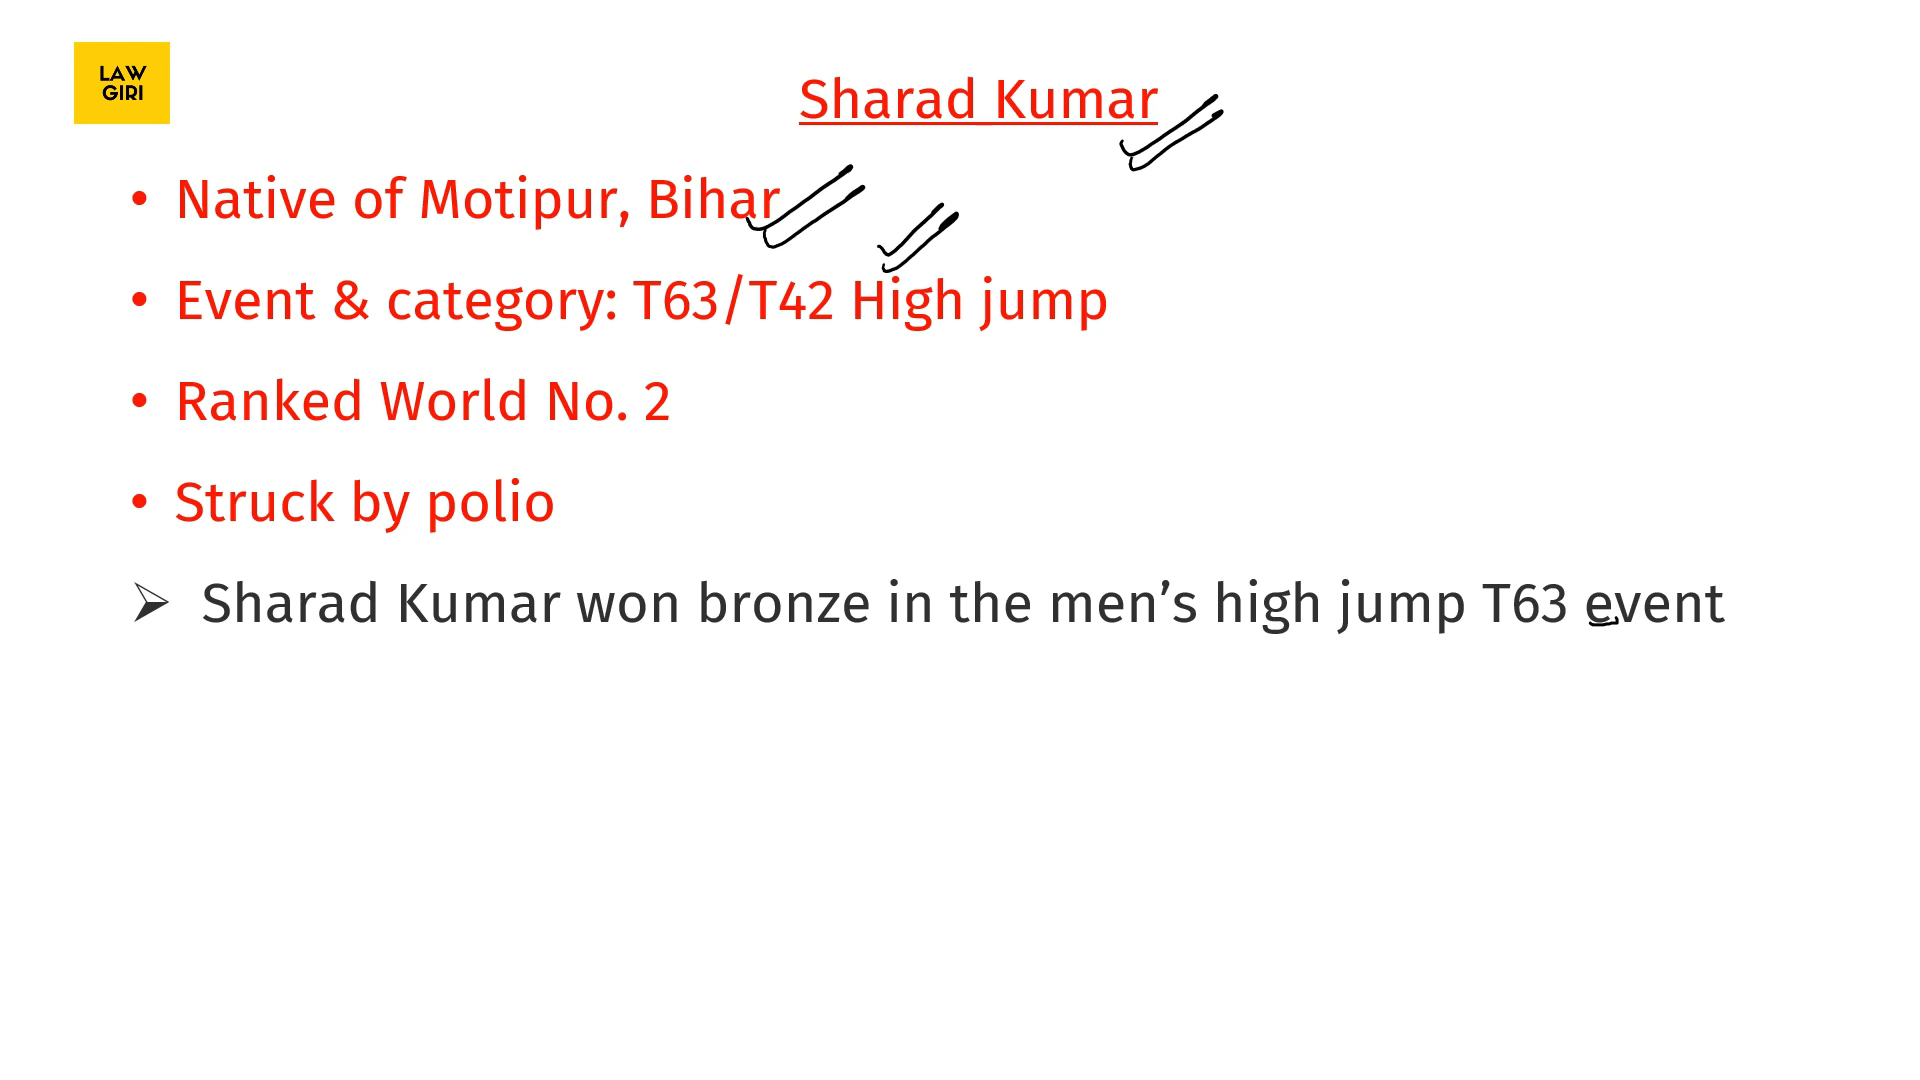 LAW
GIRI
Sharad Kumar
• Native of Motipur, Bihar
• Event & category: T63/T42 High jump
• Ranked World No. 2
• Struck by polio
➢ Sharad Kumar won bronze in the men’s high jump T63 event